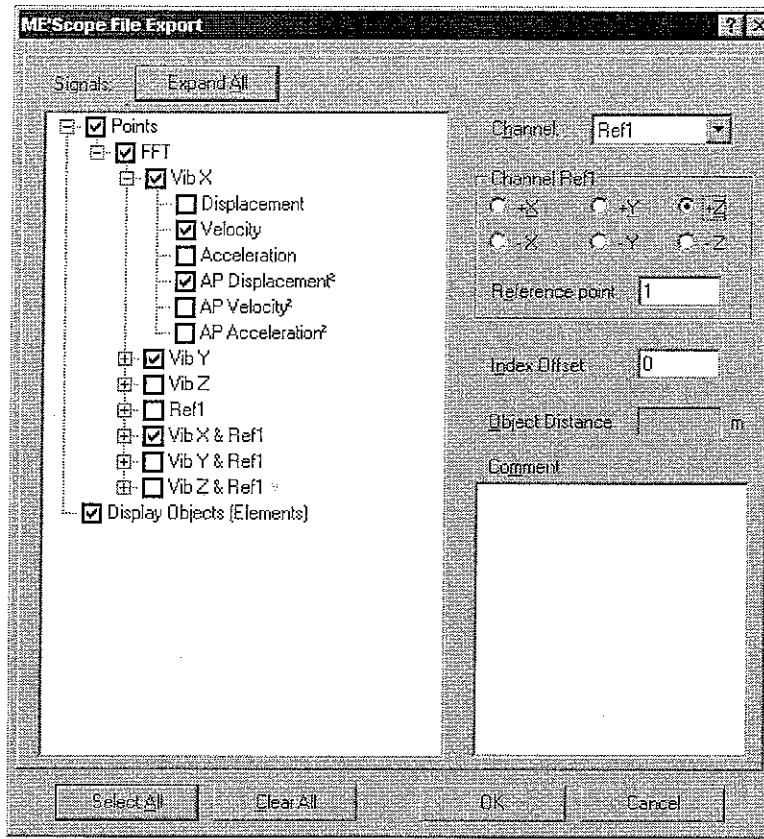 ME'Scope File Export
Signals: Expand All
Points
FFT
Vib X
Displacement
Velocity
Acceleration
AP Displacement²
AP Velocity²
AP Acceleration²
Vib Y
Vib Z
Ref1
Vib X & Ref1
Vib Y & Ref1
Vib Z & Ref1
Display Objects (Elements)
Channel: Ref1
Channel Ref1
+X +Y +Z
-X -Y -Z
Reference point 1
Index Offset 0
Object Distance m
Comment
Select All Clear All OK Cancel